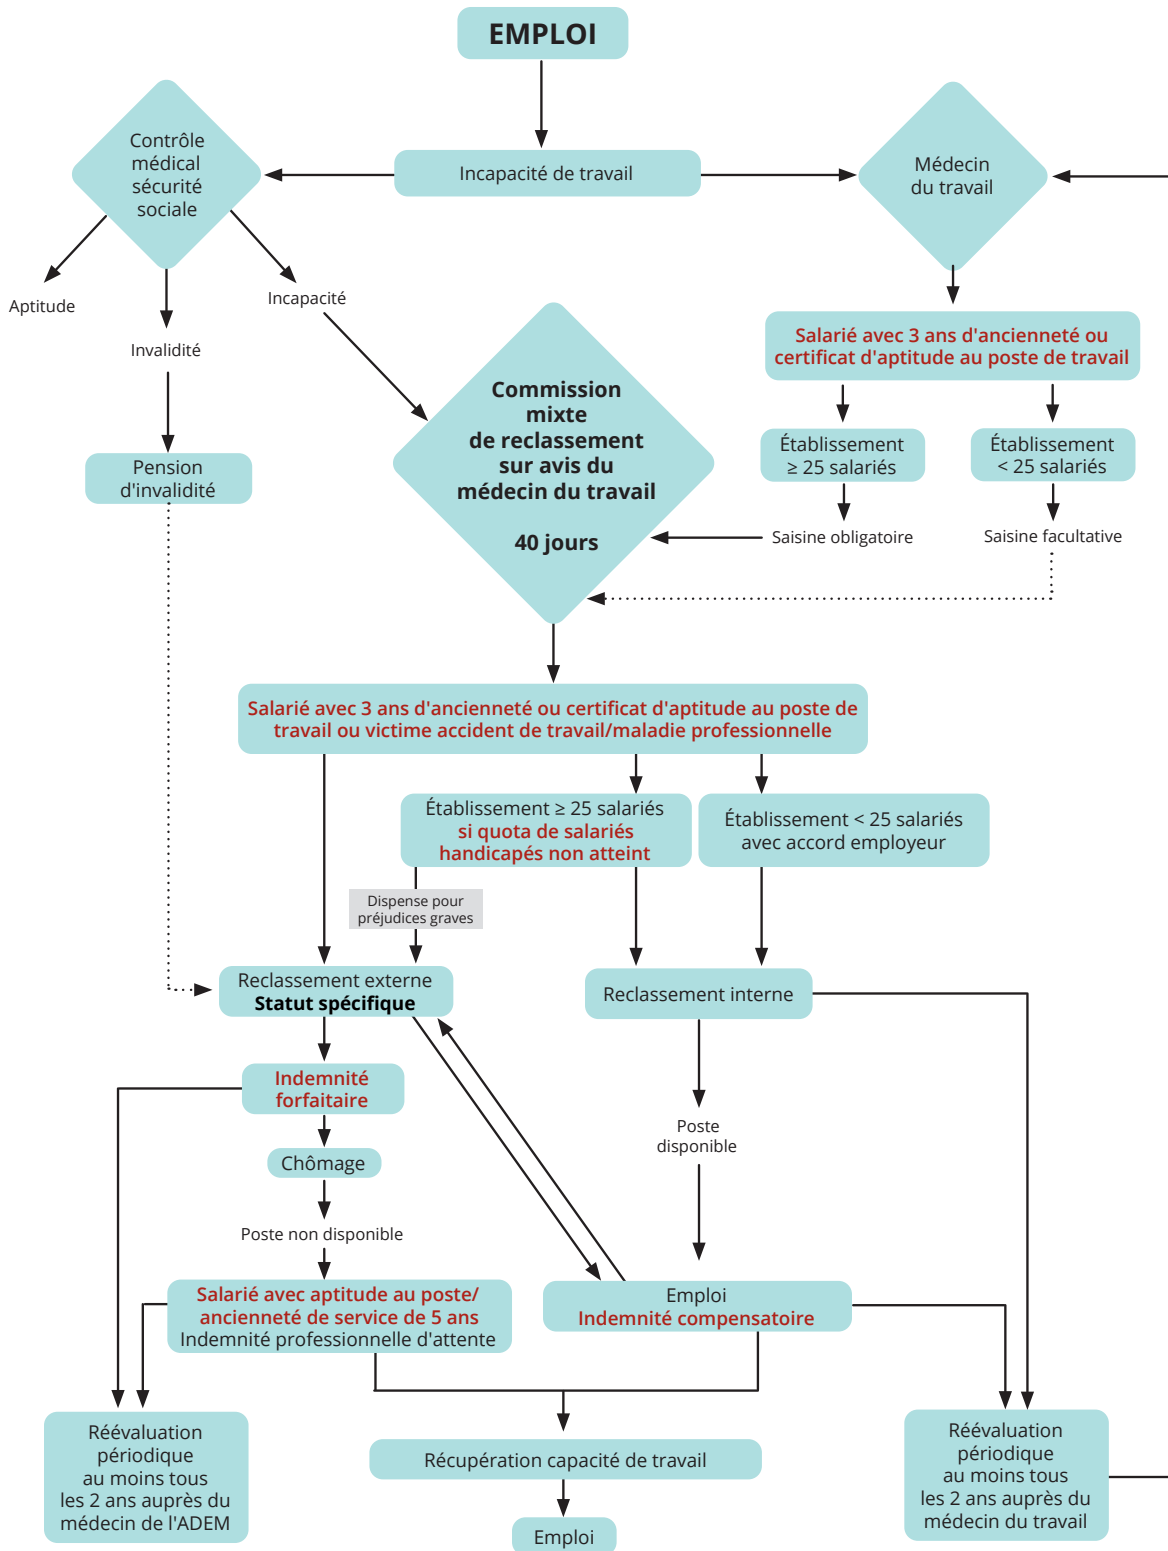 EMPLOI
Contrôle
médical
sécurité
sociale
Incapacité de travail
Médecin
du travail
Aptitude
Incapacité
Invalidité
Salarié avec 3 ans d'ancienneté ou
certificat d'aptitude au poste de travail
Commission
mixte
de reclassement
sur avis du
médecin du travail
40 jours
Établissement
≥ 25 salariés
Établissement
< 25 salariés
Pension
d'invalidité
Saisine obligatoire
Saisine facultative
Salarié avec 3 ans d'ancienneté ou certificat d'aptitude au poste de
travail ou victime accident de travail/maladie professionnelle
Établissement ≥ 25 salariés
si quota de salariés
handicapés non atteint
Établissement < 25 salariés
avec accord employeur
Dispense pour
préjudices graves
Reclassement externe
Statut spécifique
Reclassement interne
Indemnité
forfaitaire
Poste
disponible
Chômage
Poste non disponible
Salarié avec aptitude au poste/
ancienneté de service de 5 ans
Indemnité professionnelle d'attente
Emploi
Indemnité compensatoire
Réévaluation
périodique
au moins tous
les 2 ans auprès du
médecin de l'ADEM
Récupération capacité de travail
Réévaluation
périodique
au moins tous
les 2 ans auprès du
médecin du travail
Emploi